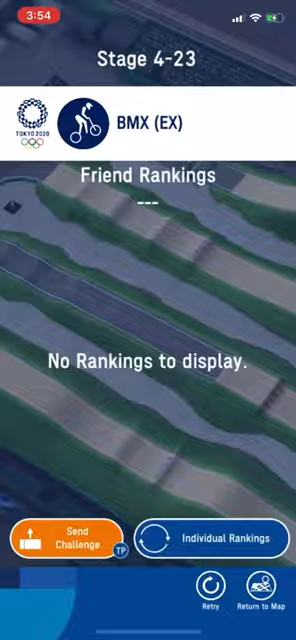 3:54
Stage 4-23
TOKYO 2020
BMX (EX)
Friend Rankings
---
No Rankings to display.
Send
Challenge
TP
Individual Rankings
Retry
Return to Map